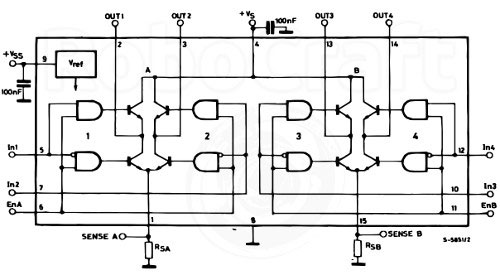 OUT1 OUT2 +Vs 100nF OUT3 OUT4
2 3 4 13 14
+Vss 9 Vref A B
100nF
1 2 3 4
In1 5 12 In4
In2 7 10 In3
EnA 6 11 EnB
1 8 15 S-5851/2
SENSE A SENSE B
RSA RSB
RoboCraft